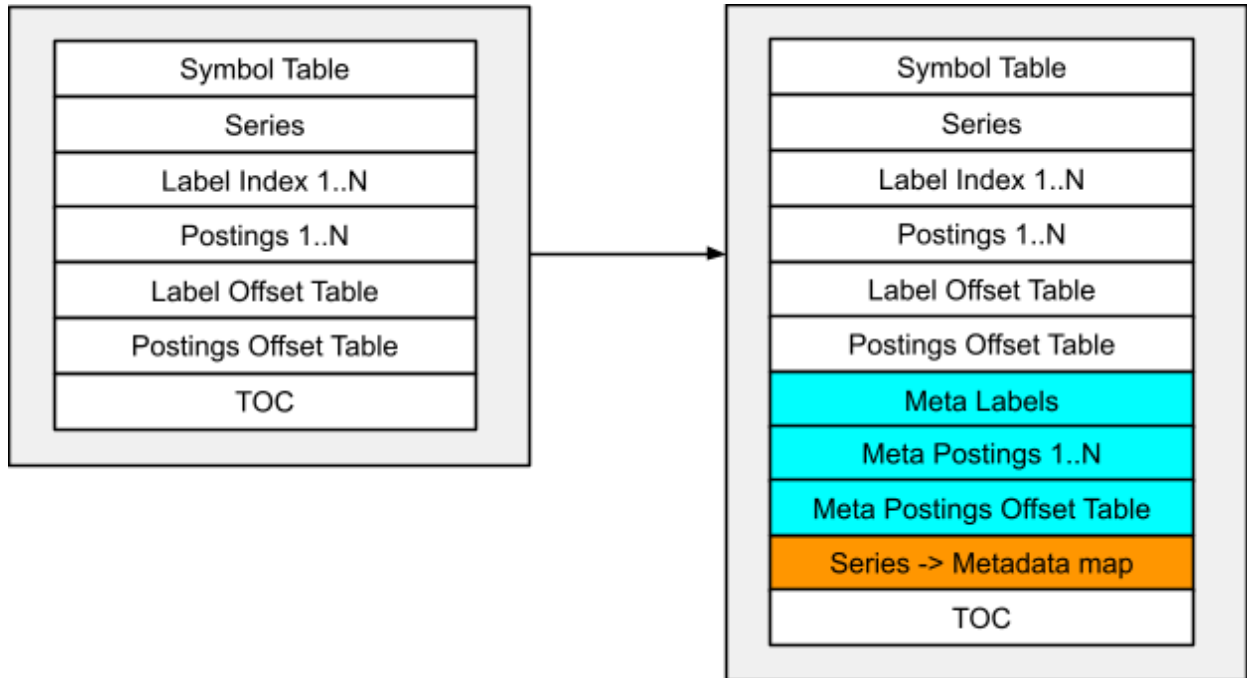 Symbol Table
Series
Label Index 1..N
Postings 1..N
Label Offset Table
Postings Offset Table
TOC
Symbol Table
Series
Label Index 1..N
Postings 1..N
Label Offset Table
Postings Offset Table
Meta Labels
Meta Postings 1..N
Meta Postings Offset Table
Series -> Metadata map
TOC